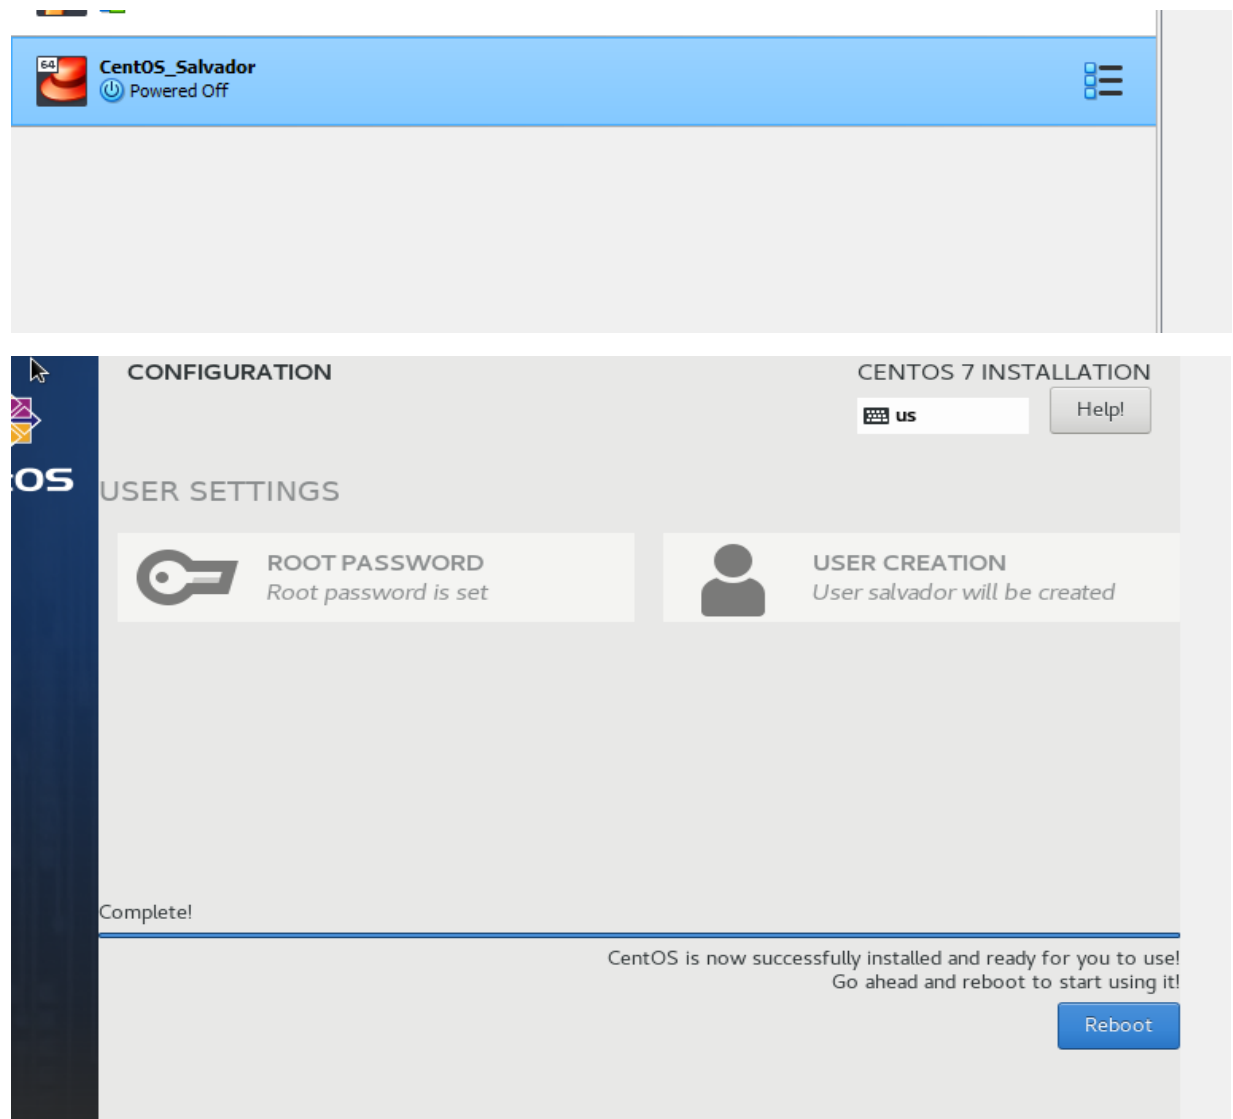 64
CentOS_Salvador
Powered Off
CONFIGURATION
CENTOS 7 INSTALLATION
us
Help!
OS
USER SETTINGS
ROOT PASSWORD
Root password is set
USER CREATION
User salvador will be created
Complete!
CentOS is now successfully installed and ready for you to use!
Go ahead and reboot to start using it!
Reboot